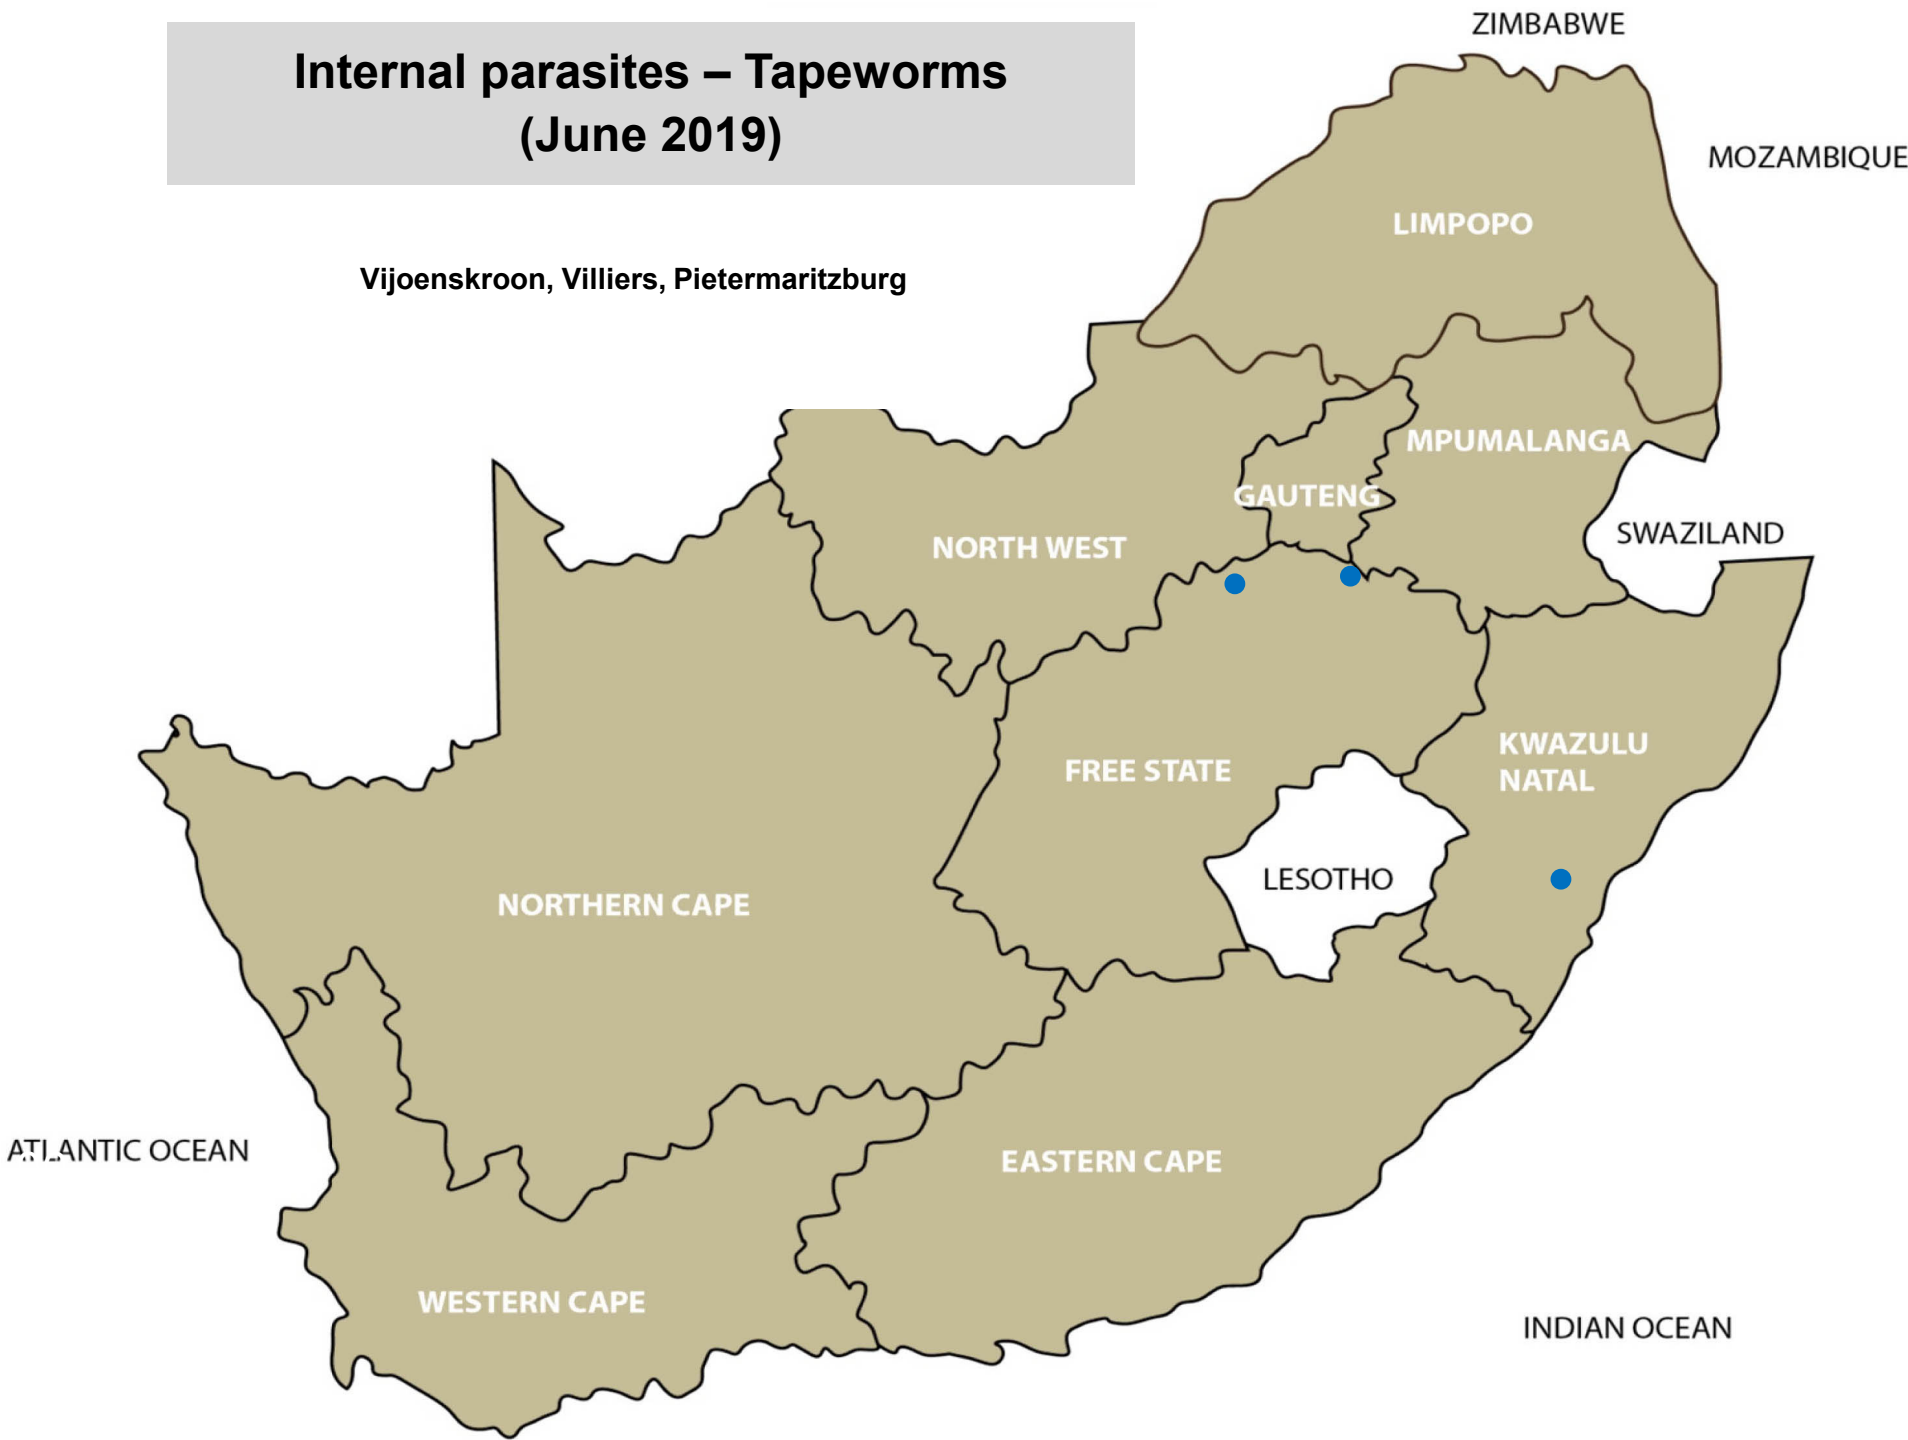 ZIMBABWE
Internal parasites – Tapeworms
(June 2019)
MOZAMBIQUE
LIMPOPO
Vijoenskroon, Villiers, Pietermaritzburg
MPUMALANGA
GAUTENG
SWAZILAND
NORTH WEST
KWAZULU
NATAL
FREE STATE
LESOTHO
NORTHERN CAPE
ATLANTIC OCEAN
EASTERN CAPE
WESTERN CAPE
INDIAN OCEAN